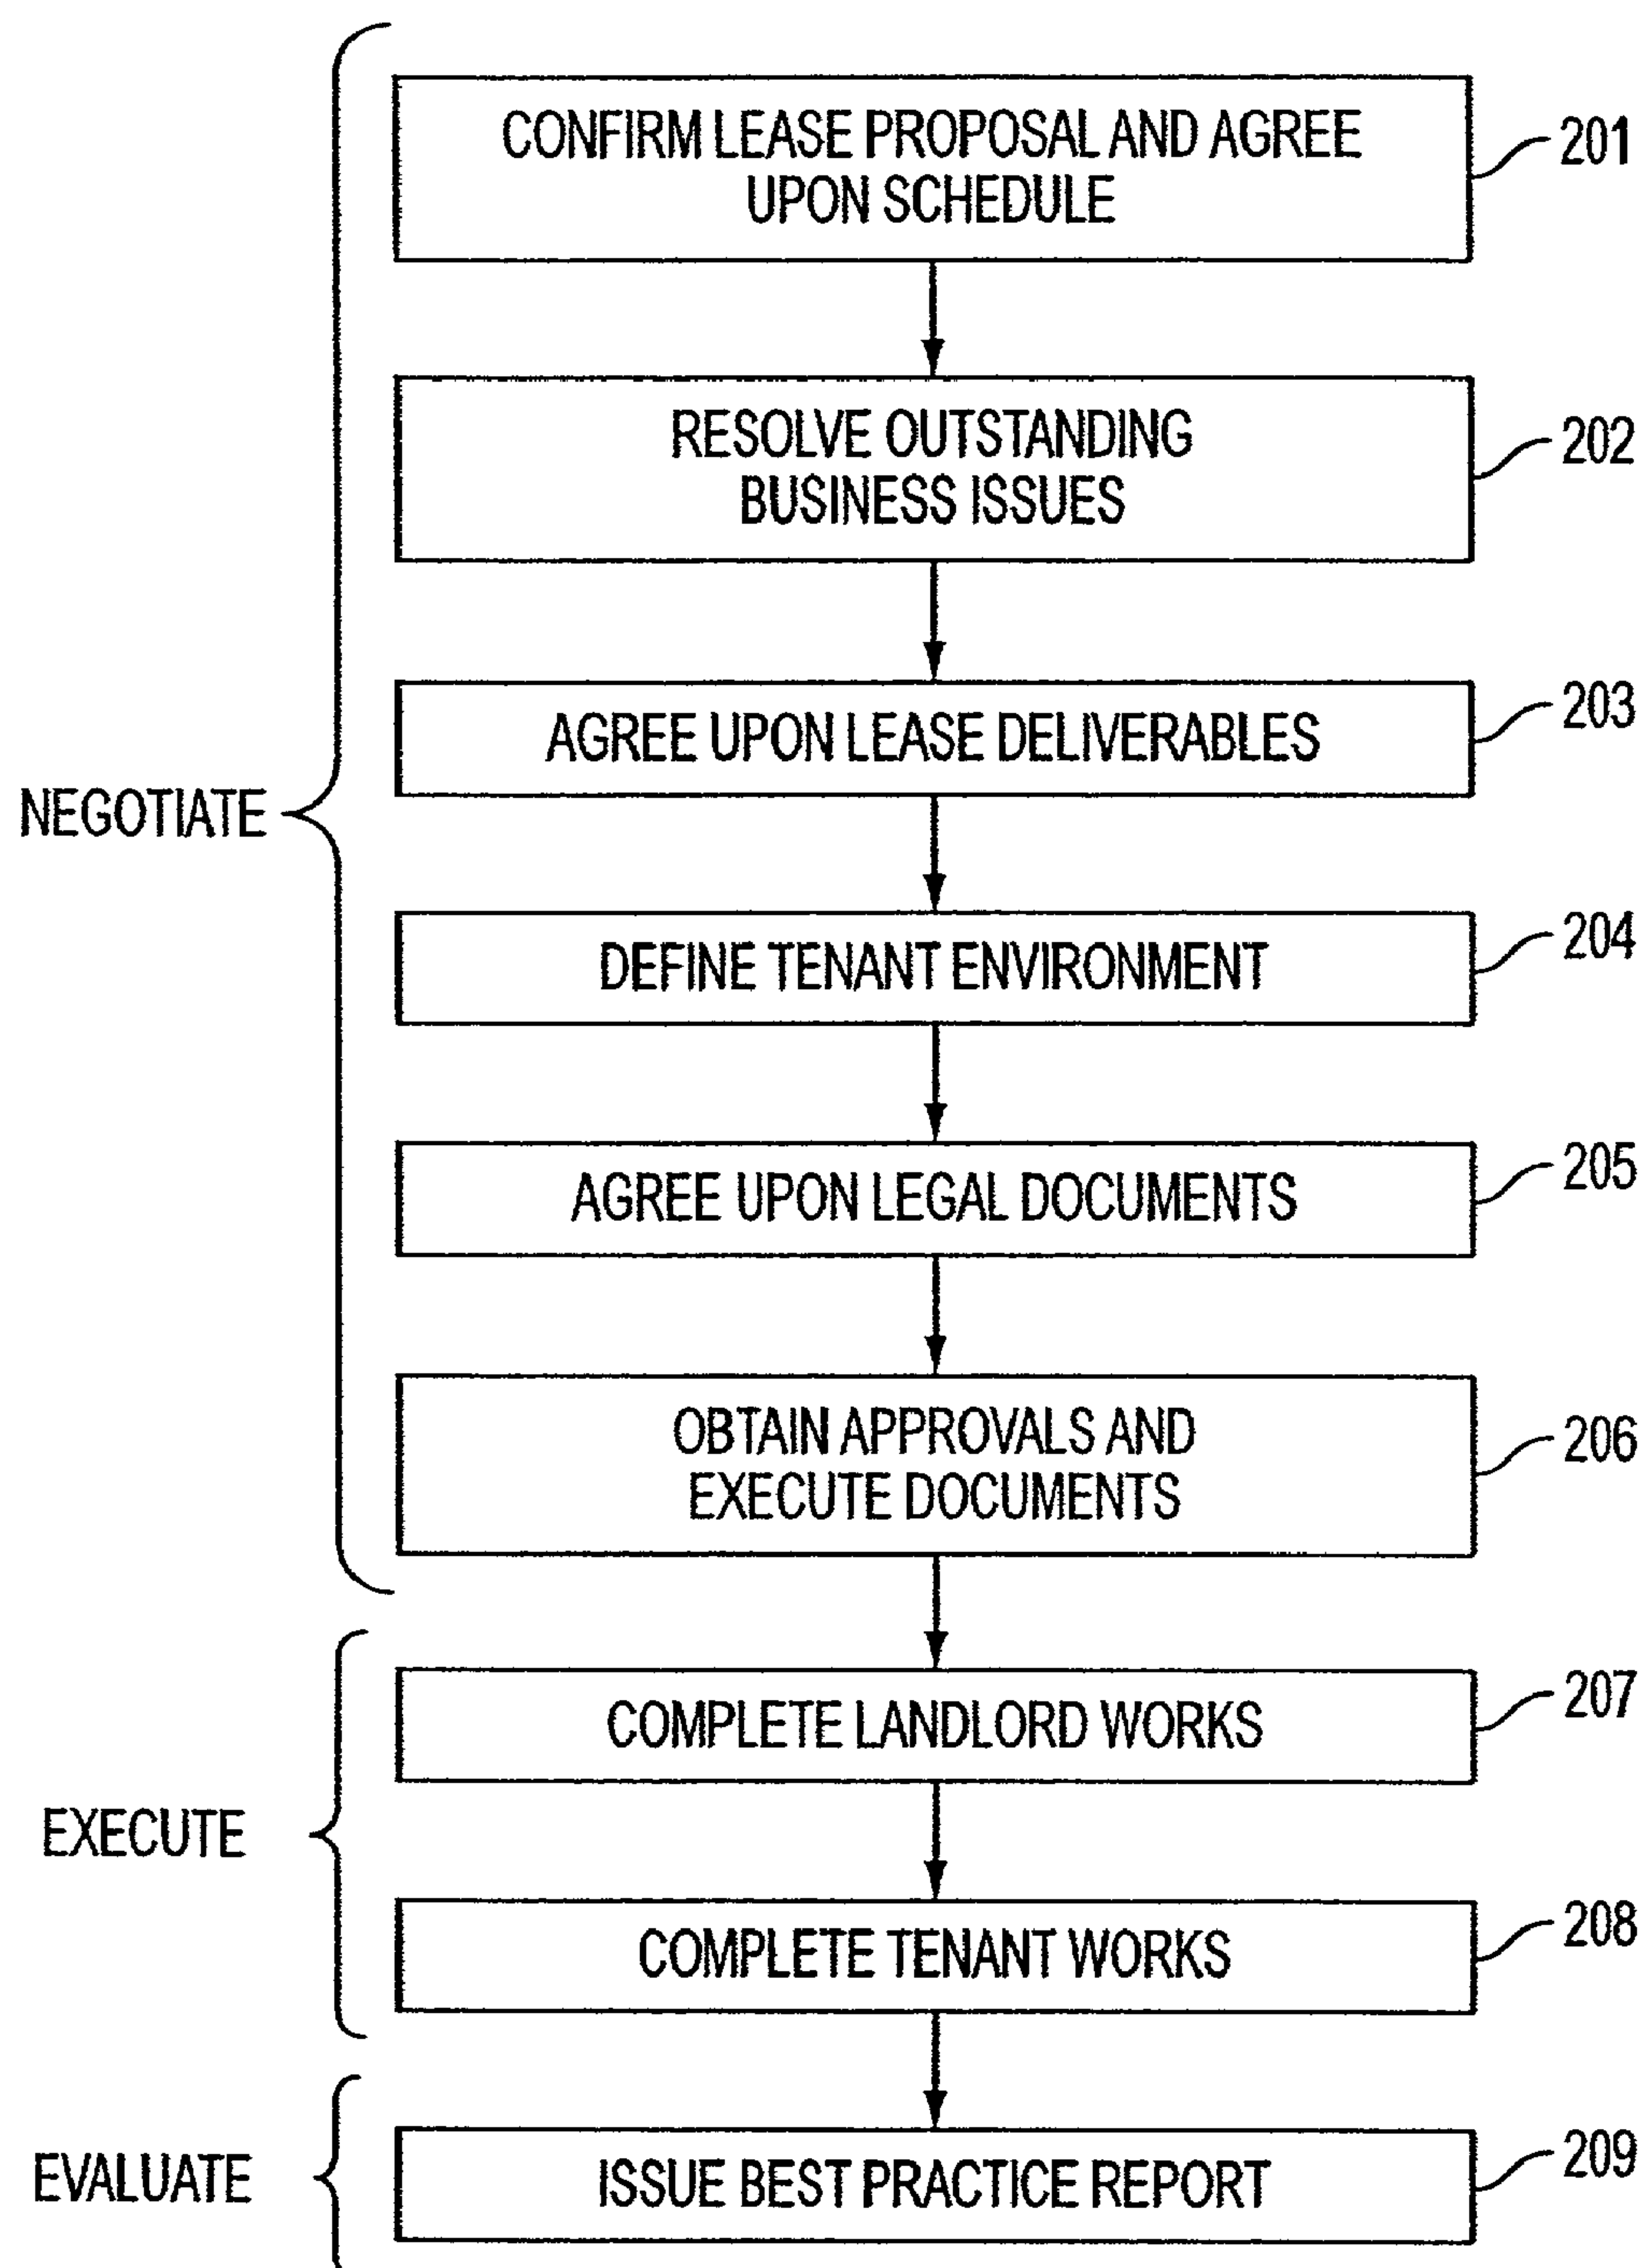 CONFIRM LEASE PROPOSAL AND AGREE
UPON SCHEDULE
201
RESOLVE OUTSTANDING
BUSINESS ISSUES
202
AGREE UPON LEASE DELIVERABLES
203
NEGOTIATE
DEFINE TENANT ENVIRONMENT
204
AGREE UPON LEGAL DOCUMENTS
205
OBTAIN APPROVALS AND
EXECUTE DOCUMENTS
206
COMPLETE LANDLORD WORKS
207
EXECUTE
COMPLETE TENANT WORKS
208
EVALUATE
ISSUE BEST PRACTICE REPORT
209